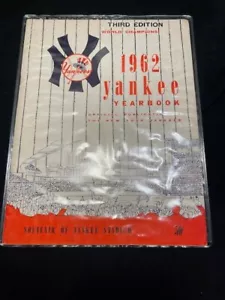 THIRD EDITION
WORLD CHAMPIONS
Yankees
1962
yankee
YEARBOOK
SOUVENIR OF YANKEE STADIUM